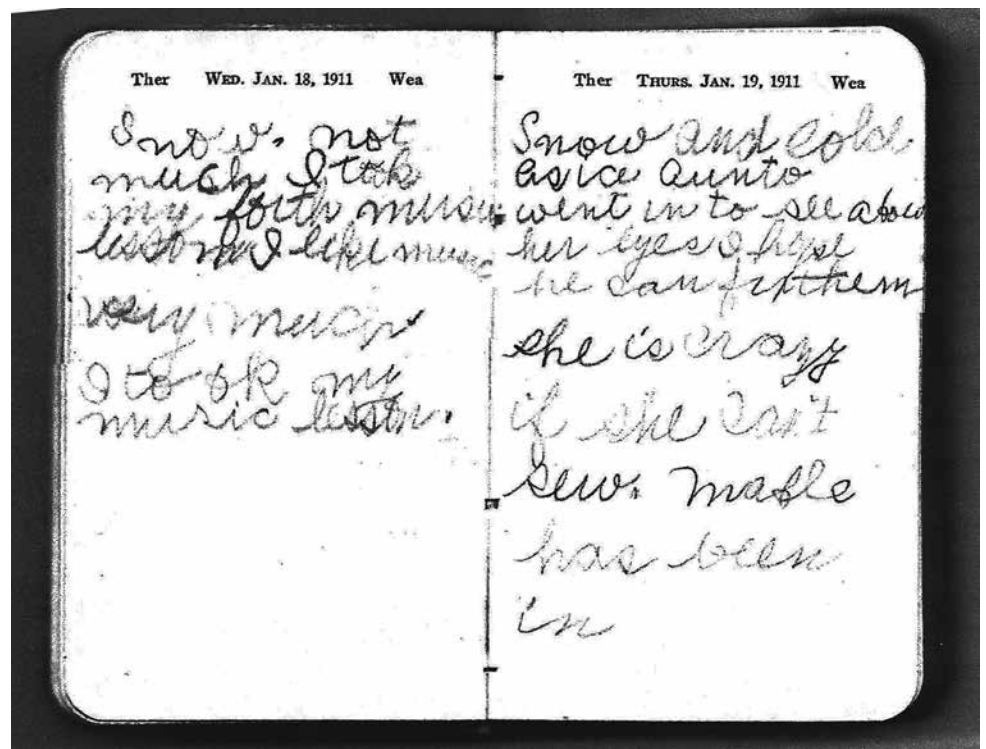 Ther WED. JAN. 18, 1911 Wea
Snow. not
much I took
my forth music
lesson I like music
very much
I took my
music lesson.
Ther THURS. JAN. 19, 1911 Wea
Snow and cold
as ice Aunto
went in to see about
her eyes I hope
he can fixthem
she is crazy
if she can't
sew. Mable
has been
in